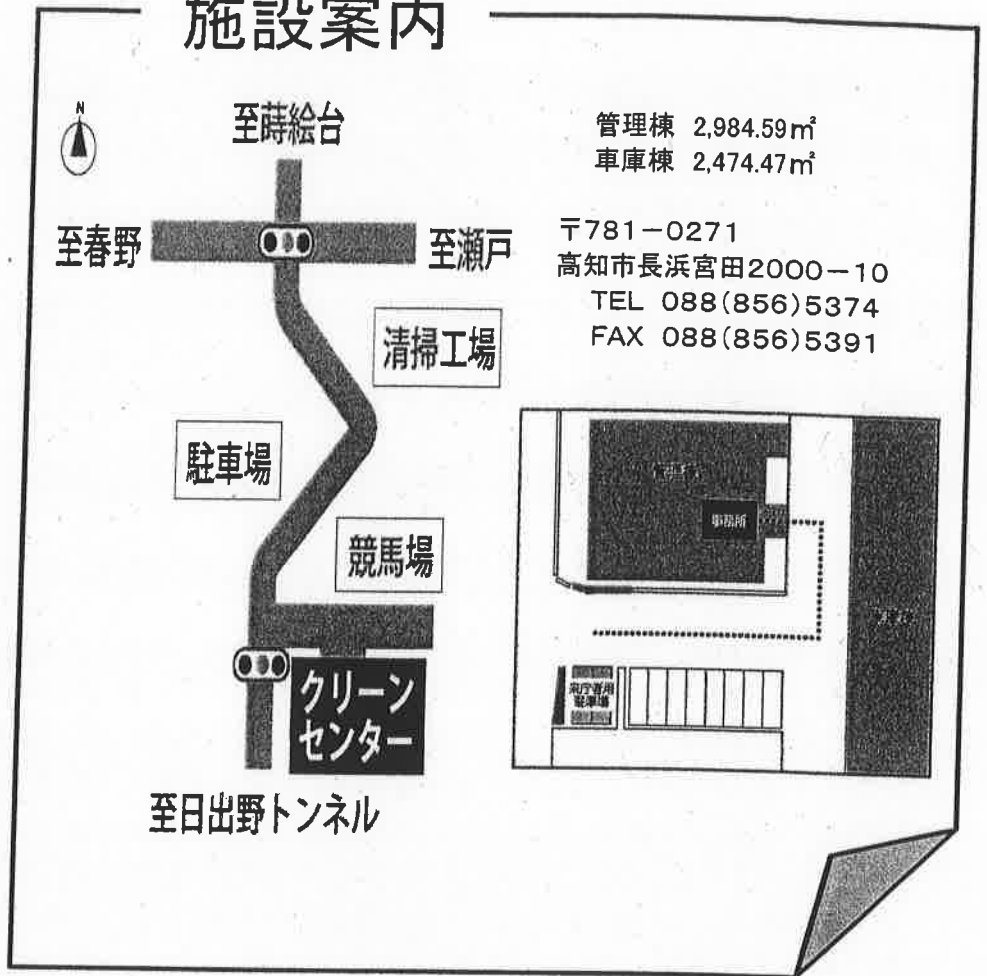 施設案内
N
至蒔絵台
至春野
至瀬戸
清掃工場
駐車場
競馬場
クリーン
センター
至日出野トンネル
管理棟 2,984.59㎡
車庫棟 2,474.47㎡
〒781－0271
高知市長浜宮田2000－10
TEL 088(856)5374
FAX 088(856)5391
事務所
来庁者用
駐車場